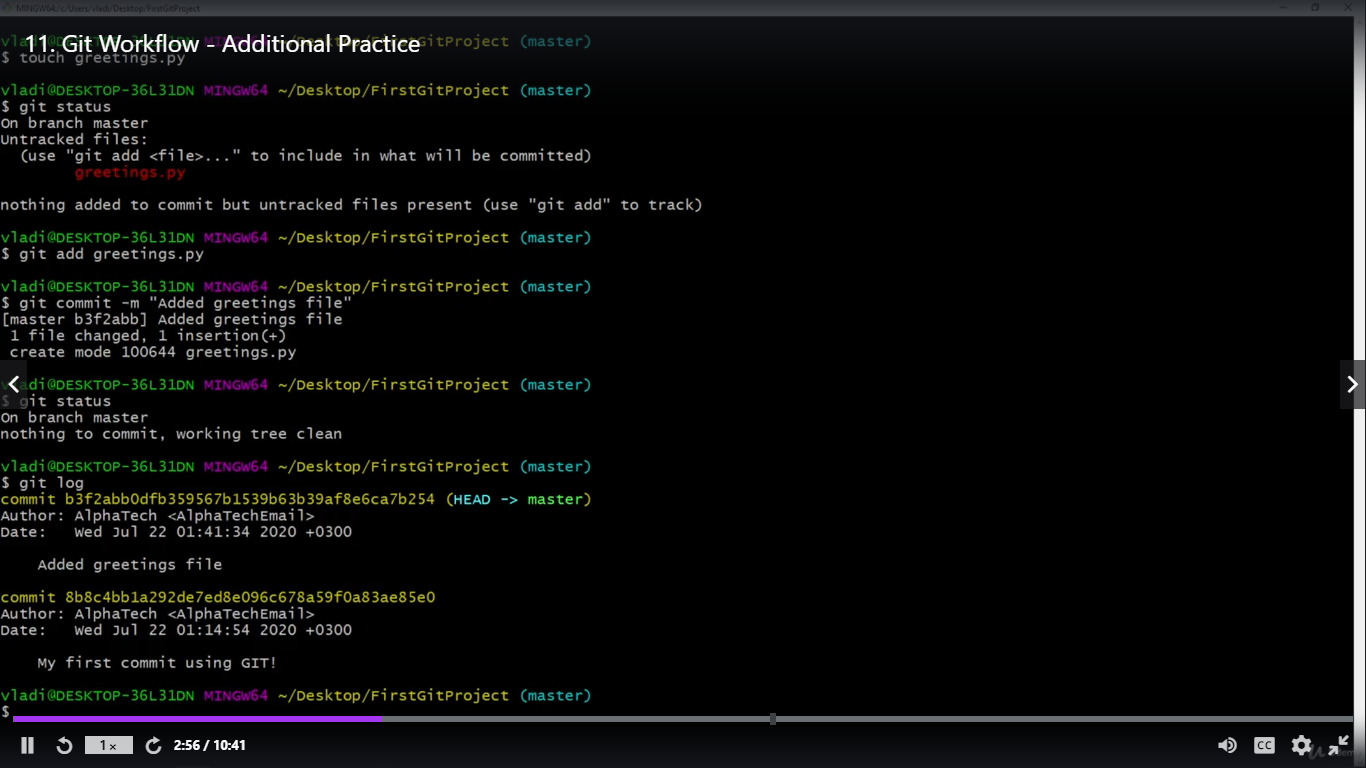 MINGW64:/c/Users/vladi/Desktop/FirstGitProject
11. Git Workflow - Additional Practice
(master)
$ touch greetings.py
vladi@DESKTOP-36L31DN MINGW64 ~/Desktop/FirstGitProject (master)
$ git status
On branch master
Untracked files:
(use "git add <file>..." to include in what will be committed)
greetings.py
nothing added to commit but untracked files present (use "git add" to track)
vladi@DESKTOP-36L31DN MINGW64 ~/Desktop/FirstGitProject (master)
$ git add greetings.py
vladi@DESKTOP-36L31DN MINGW64 ~/Desktop/FirstGitProject (master)
$ git commit -m "Added greetings file"
[master b3f2abb] Added greetings file
1 file changed, 1 insertion(+)
create mode 100644 greetings.py
vladi@DESKTOP-36L31DN MINGW64 ~/Desktop/FirstGitProject (master)
$ git status
On branch master
nothing to commit, working tree clean
vladi@DESKTOP-36L31DN MINGW64 ~/Desktop/FirstGitProject (master)
$ git log
commit b3f2abb0dfb359567b1539b63b39af8e6ca7b254 (HEAD -> master)
Author: AlphaTech <AlphaTechEmail>
Date: Wed Jul 22 01:41:34 2020 +0300
Added greetings file
commit 8b8c4bb1a292de7ed8e096c678a59f0a83ae85e0
Author: AlphaTech <AlphaTechEmail>
Date: Wed Jul 22 01:14:54 2020 +0300
My first commit using GIT!
vladi@DESKTOP-36L31DN MINGW64 ~/Desktop/FirstGitProject (master)
$
1x 2:56 / 10:41 CC